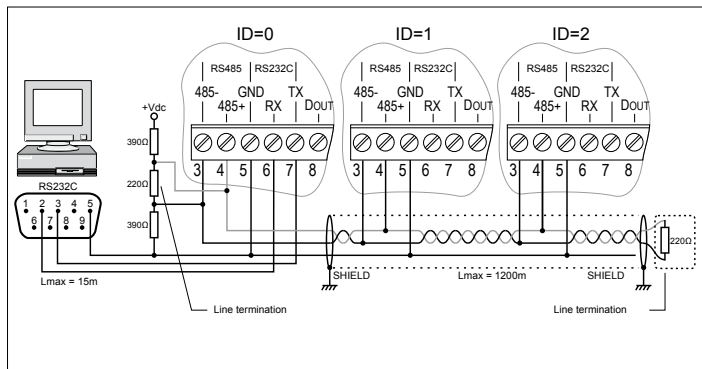 ID=0 ID=1 ID=2
RS485 RS232C RS485 RS232C RS485 RS232C
485- GND TX 485- GND TX 485- GND TX
485+ RX DOUT 485+ RX DOUT 485+ RX DOUT
+Vdc
390Ω
3 4 5 6 7 8 3 4 5 6 7 8 3 4 5 6 7 8
220Ω
RS232C
1 2 3 4 5
6 7 8 9
390Ω
220Ω
Lmax = 15m
SHIELD Lmax = 1200m SHIELD
Line termination Line termination